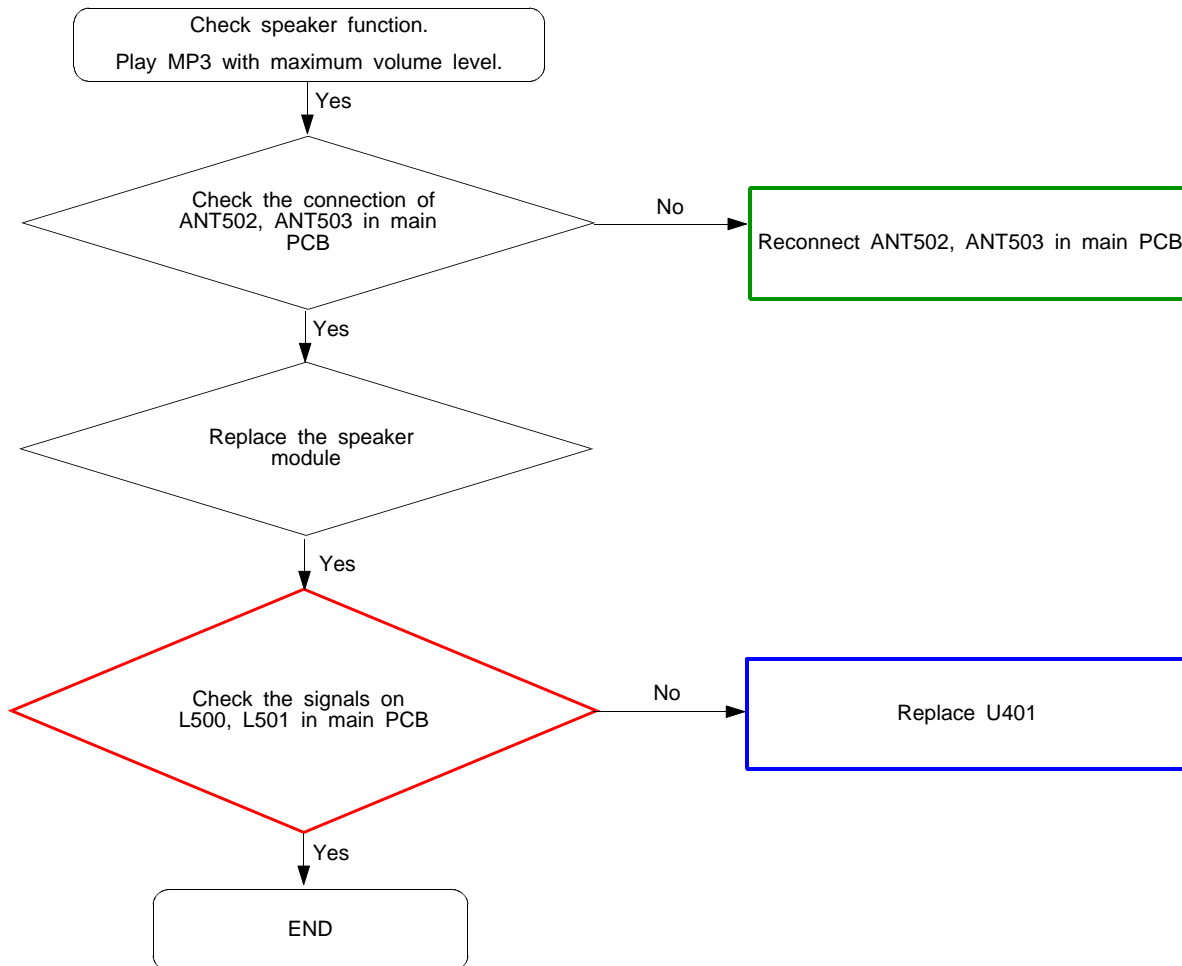 Check speaker function.
Play MP3 with maximum volume level.
Yes
Check the connection of
ANT502, ANT503 in main
PCB
No
Reconnect ANT502, ANT503 in main PCB
Yes
Replace the speaker
module
Yes
Check the signals on
L500, L501 in main PCB
No
Replace U401
Yes
END